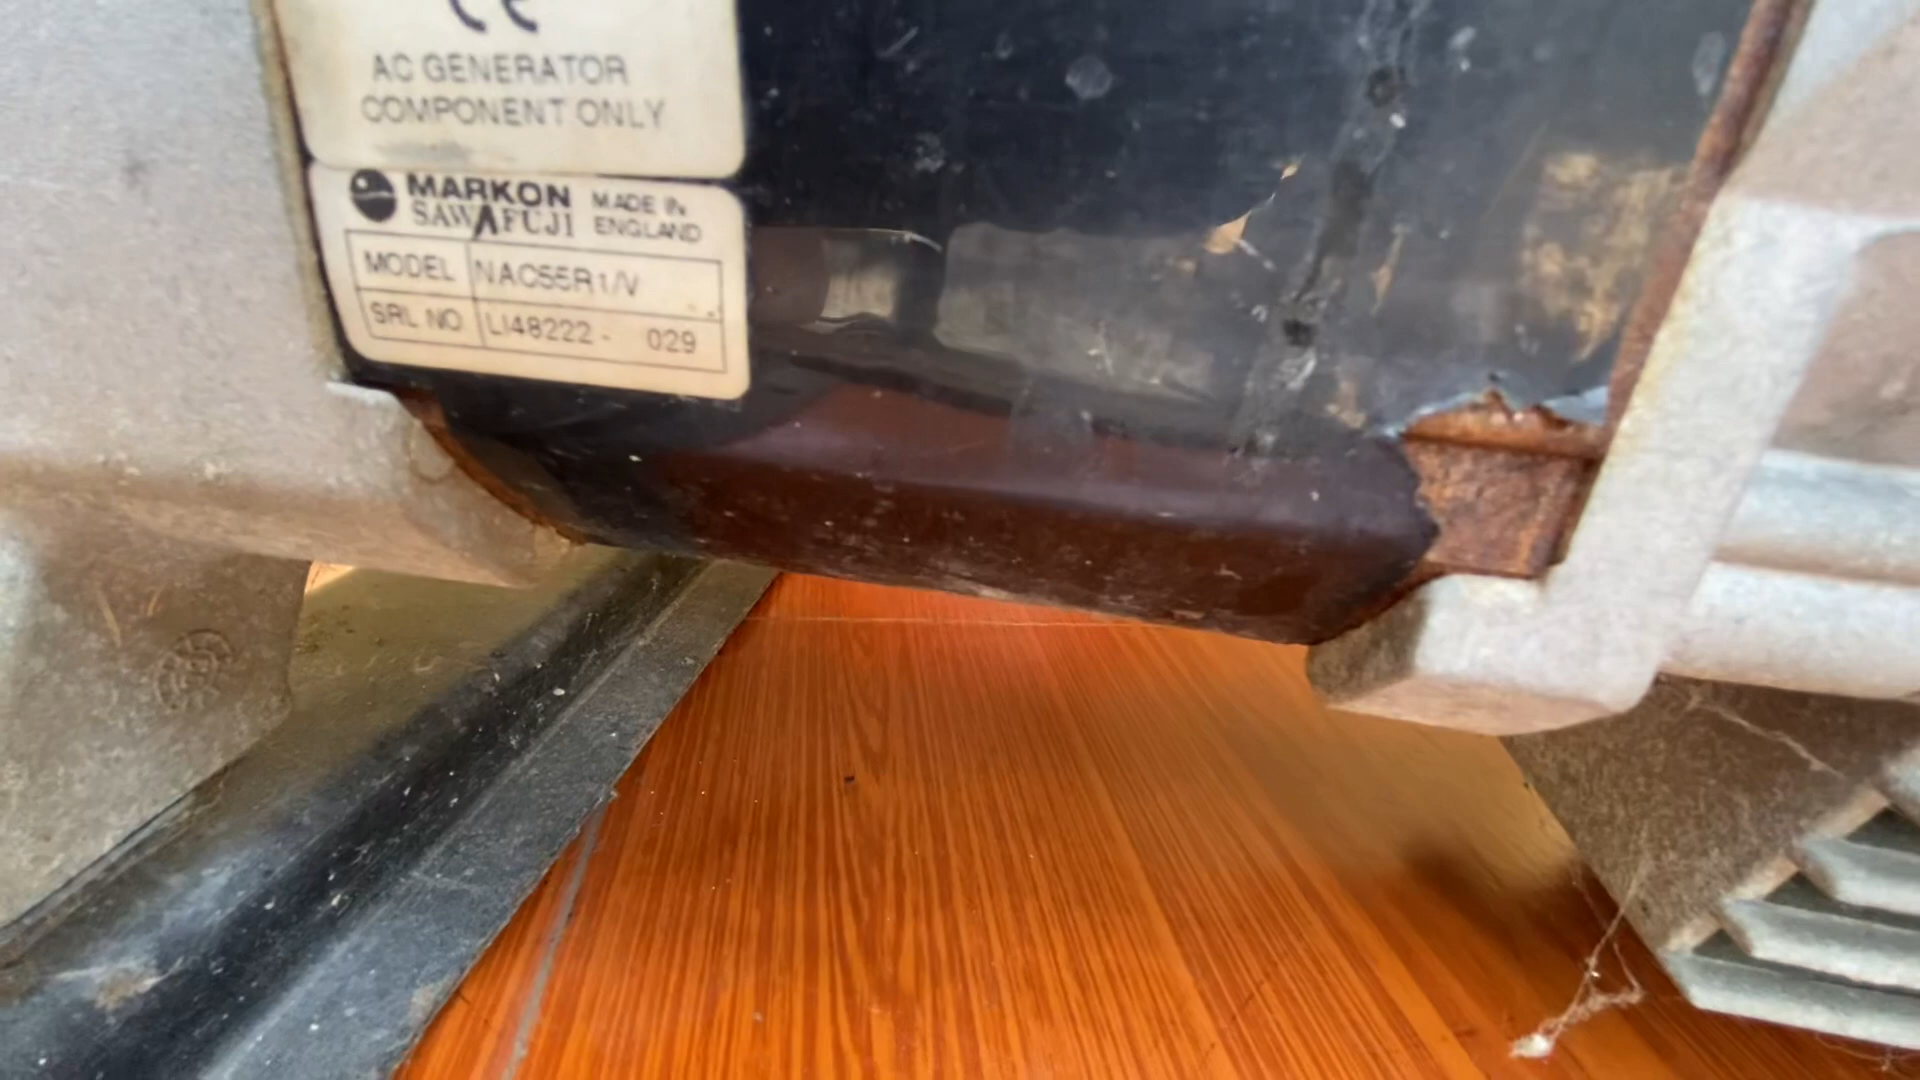 CE
AC GENERATOR
COMPONENT ONLY
MARKON
SAWAFUJI
MADE IN
ENGLAND
MODEL NAC55R1/V
SRL NO LI48222 - 029